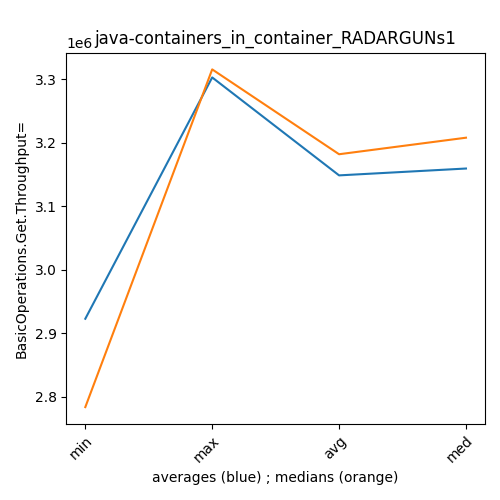 java-containers_in_container_RADARGUNs1
1e6
BasicOperations.Get.Throughput=
3.3
3.2
3.1
3.0
2.9
2.8
min
max
avg
med
averages (blue) ; medians (orange)